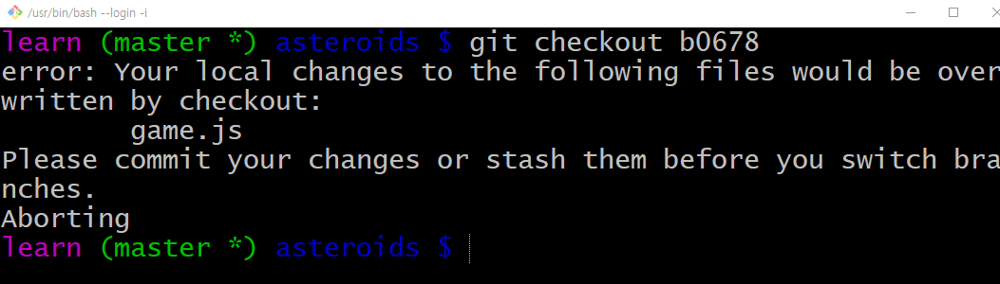 /usr/bin/bash --login -i
learn (master *) asteroids $ git checkout b0678
error: Your local changes to the following files would be over
written by checkout:
        game.js
Please commit your changes or stash them before you switch bra
nches.
Aborting
learn (master *) asteroids $